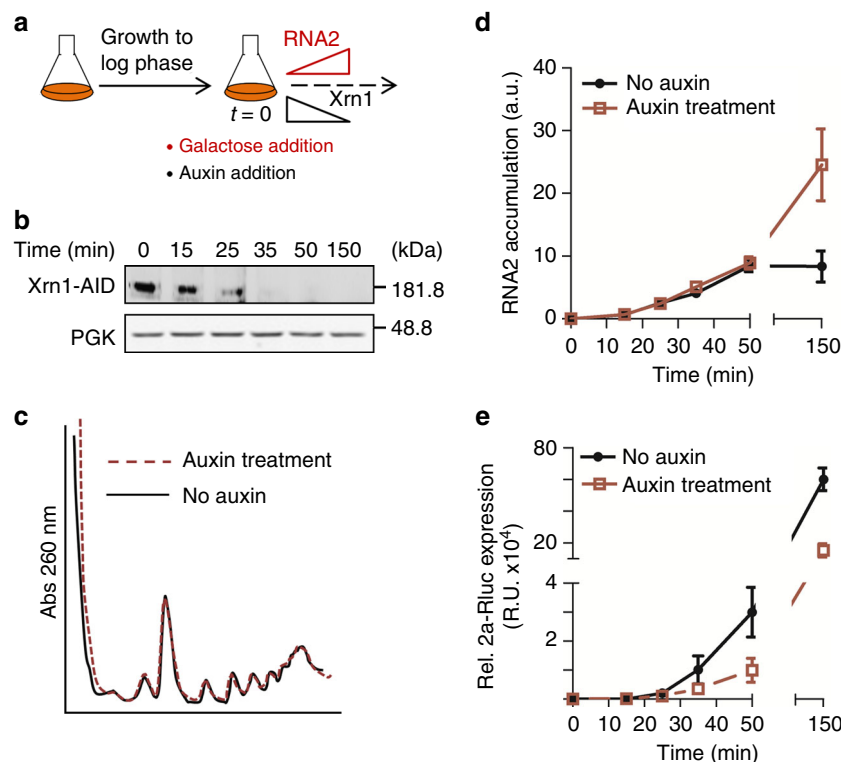 a
Growth to
log phase
RNA2
Xrn1
t = 0
• Galactose addition
• Auxin addition
b
Time (min) 0 15 25 35 50 150 (kDa)
Xrn1-AID
181.8
PGK
48.8
c
Auxin treatment
No auxin
Abs 260 nm
d
No auxin
Auxin treatment
RNA2 accumulation (a.u.)
40
30
20
10
0
0 10 20 30 40 50 150
Time (min)
e
No auxin
Auxin treatment
Rel. 2a-Rluc expression
(R.U. x10⁴)
80
20
4
2
0 10 20 30 40 50 150
Time (min)